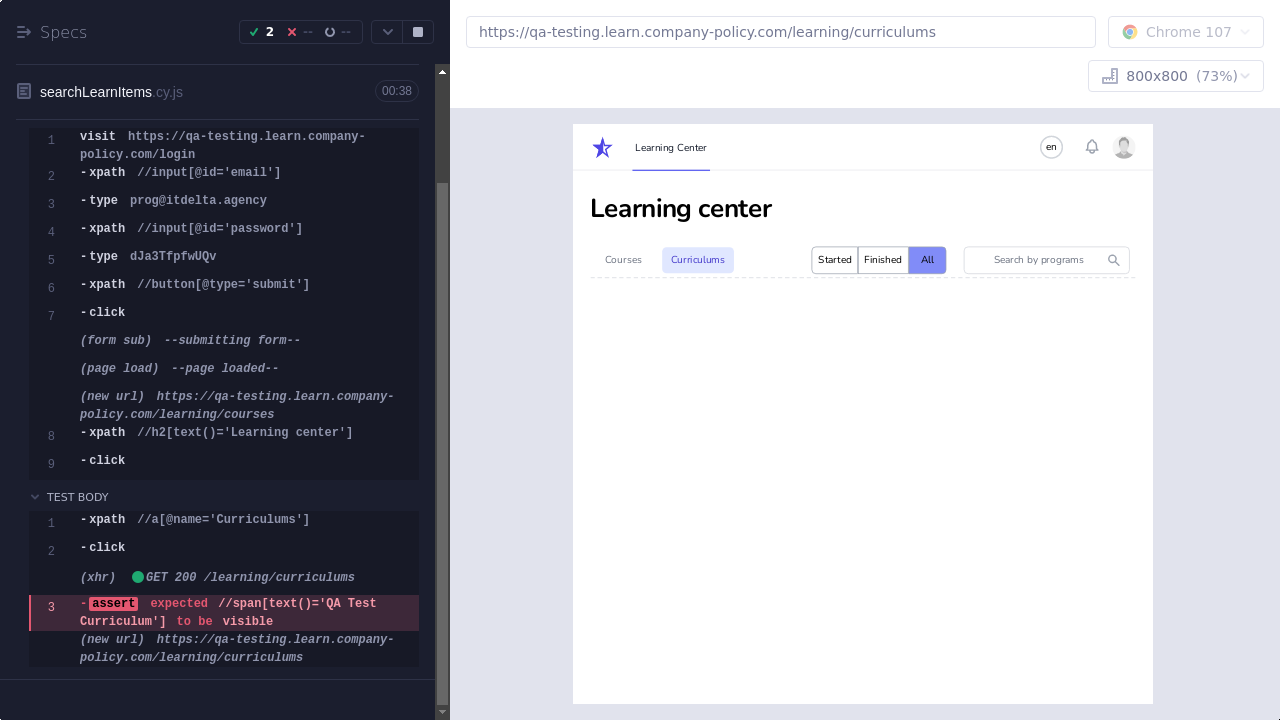 Specs
2
--
--
searchLearnItems.cy.js
00:38
1 visit https://qa-testing.learn.company-
policy.com/login
2 -xpath //input[@id='email']
3 -type prog@itdelta.agency
4 -xpath //input[@id='password']
5 -type dJa3TfpfwUQv
6 -xpath //button[@type='submit']
7 -click
(form sub) --submitting form--
(page load) --page loaded--
(new url) https://qa-testing.learn.company-
policy.com/learning/courses
8 -xpath //h2[text()='Learning center']
9 -click
TEST BODY
1 -xpath //a[@name='Curriculums']
2 -click
(xhr) GET 200 /learning/curriculums
3 -assert expected //span[text()='QA Test
Curriculum'] to be visible
(new url) https://qa-testing.learn.company-
policy.com/learning/curriculums
https://qa-testing.learn.company-policy.com/learning/curriculums
Chrome 107
800x800 (73%)
Learning Center
en
Learning center
Courses
Curriculums
Started
Finished
All
Search by programs